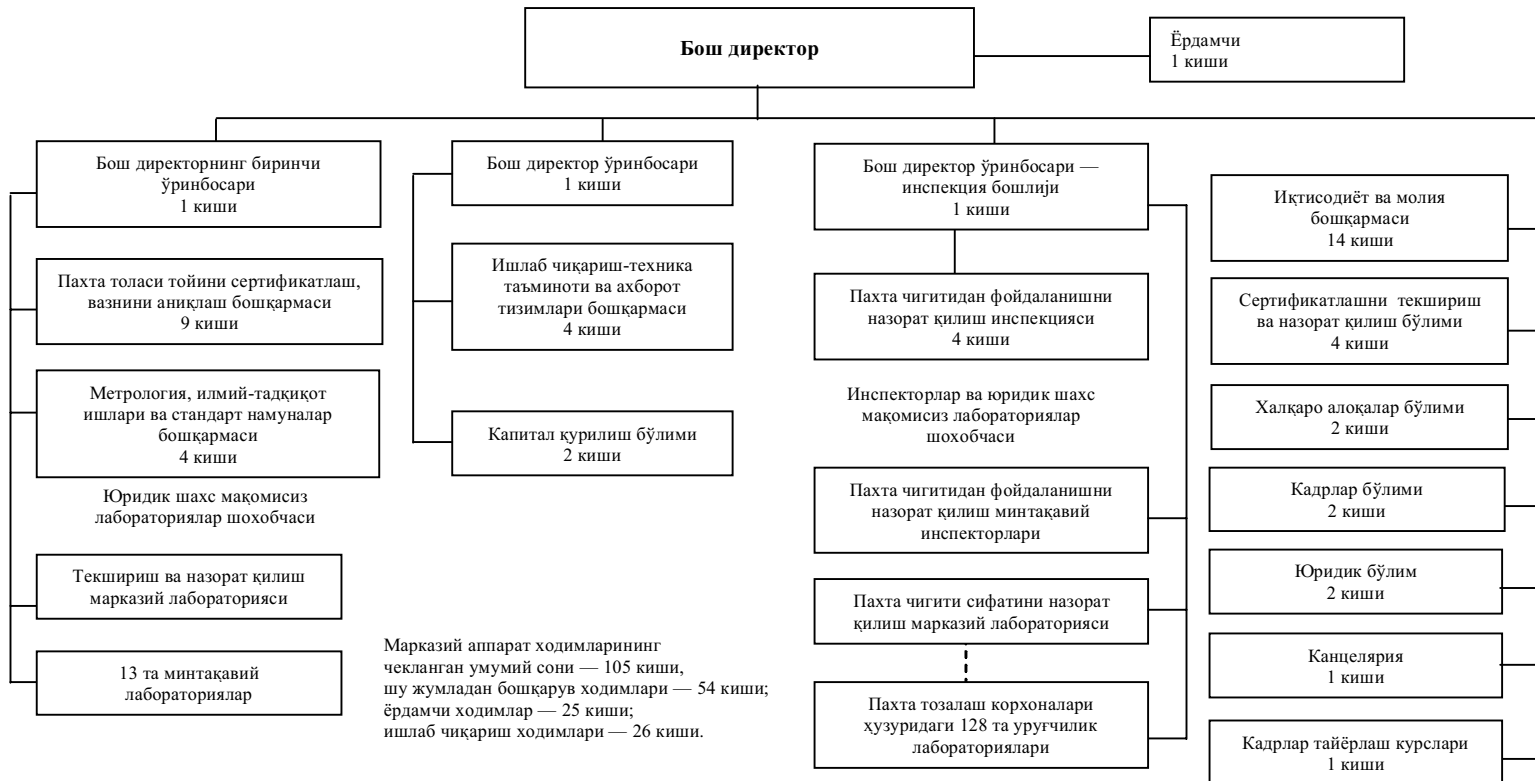 Бош директор
Ёрдамчи
1 киши
Бош директорнинг биринчи
ўринбосари
1 киши
Пахта толаси тойини сертификатлаш,
вазнини аниқлаш бошқармаси
9 киши
Метрология, илмий-тадқиқот
ишлари ва стандарт намуналар
бошқармаси
4 киши
Юридик шахс мақомисиз
лабораториялар шохобчаси
Текшириш ва назорат қилиш
марказий лабораторияси
13 та минтақавий
лабораториялар
Бош директор ўринбосари
1 киши
Ишлаб чиқариш-техника
таъминоти ва ахборот
тизимлари бошқармаси
4 киши
Капитал қурилиш бўлими
2 киши
Марказий аппарат ходимларининг
чекланган умумий сони — 105 киши,
шу жумладан бошқарув ходимлари — 54 киши;
ёрдамчи ходимлар — 25 киши;
ишлаб чиқариш ходимлари — 26 киши.
Бош директор ўринбосари —
инспекция бошлиjи
1 киши
Пахта чигитидан фойдаланишни
назорат қилиш инспекцияси
4 киши
Инспекторлар ва юридик шахс
мақомисиз лабораториялар
шохобчаси
Пахта чигитидан фойдаланишни
назорат қилиш минтақавий
инспекторлари
Пахта чигити сифатини назорат
қилиш марказий лабораторияси
Пахта тозалаш корхоналари
ҳузуридаги 128 та уруғчилик
лабораториялари
Иқтисодиёт ва молия
бошқармаси
14 киши
Сертификатлашни текшириш
ва назорат қилиш бўлими
4 киши
Халқаро алоқалар бўлими
2 киши
Кадрлар бўлими
2 киши
Юридик бўлим
2 киши
Канцелярия
1 киши
Кадрлар тайёрлаш курслари
1 киши